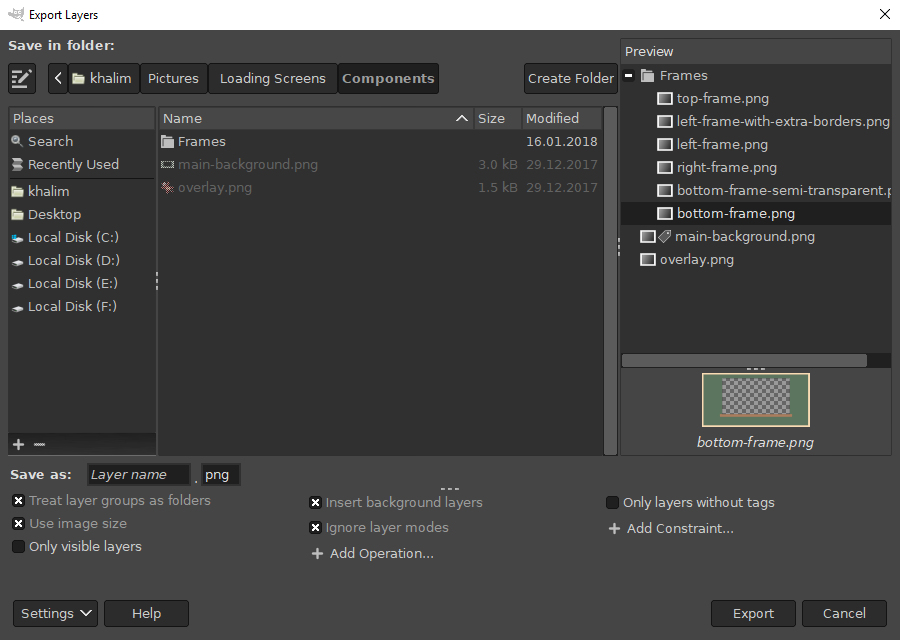 Export Layers
Save in folder:
khalim Pictures Loading Screens Components Create Folder
Places
Search
Recently Used
khalim
Desktop
Local Disk (C:)
Local Disk (D:)
Local Disk (E:)
Local Disk (F:)
Name Size Modified
Frames 16.01.2018
main-background.png 3.0 kB 29.12.2017
overlay.png 1.5 kB 29.12.2017
Preview
Frames
top-frame.png
left-frame-with-extra-borders.png
left-frame.png
right-frame.png
bottom-frame-semi-transparent.p
bottom-frame.png
main-background.png
overlay.png
bottom-frame.png
Save as: Layer name . png
Treat layer groups as folders
Use image size
Only visible layers
Insert background layers
Ignore layer modes
Add Operation...
Only layers without tags
Add Constraint...
Settings Help Export Cancel